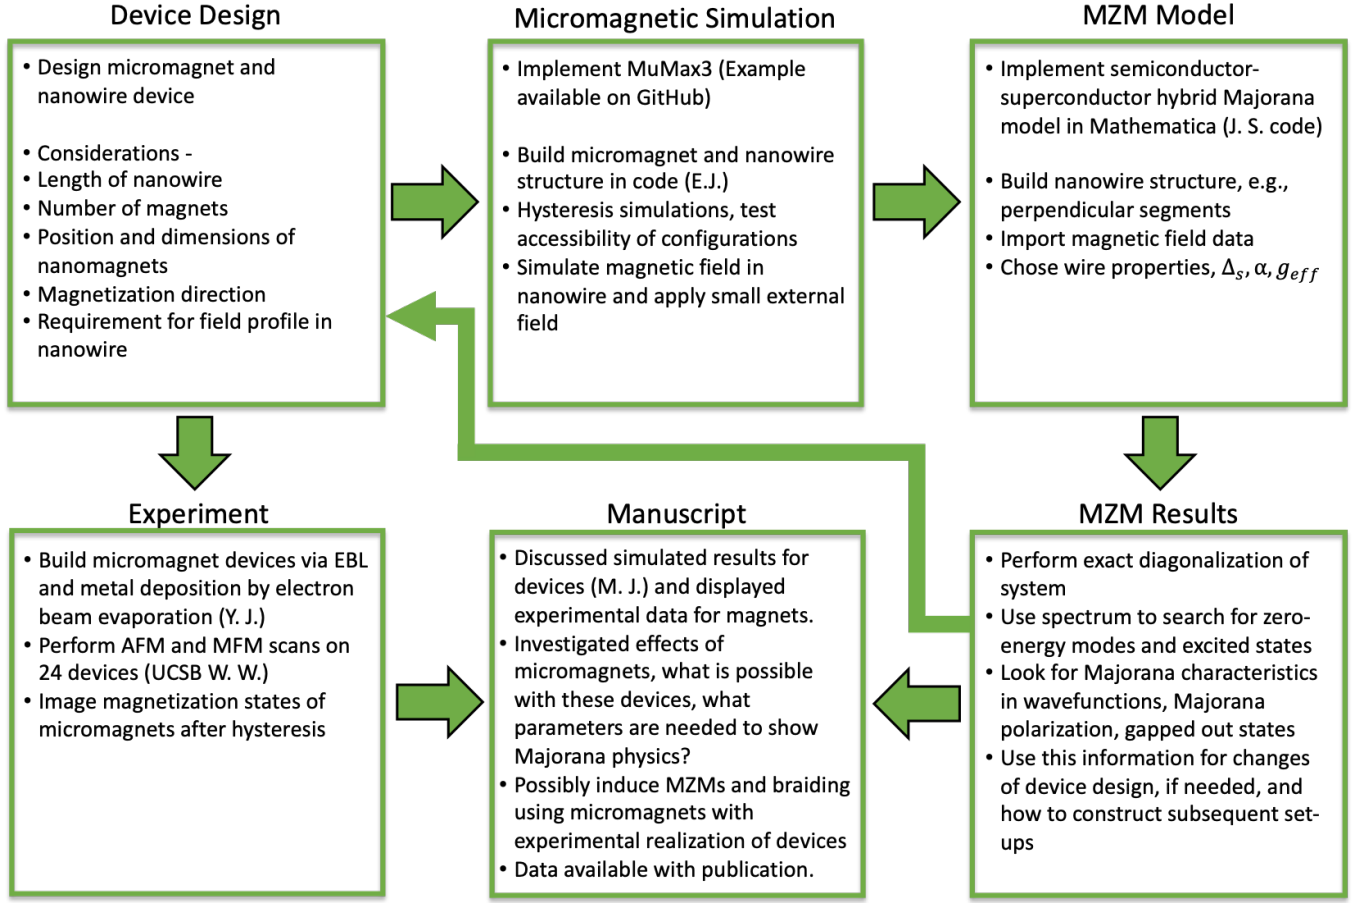 Device Design
• Design micromagnet and
nanowire device
• Considerations -
• Length of nanowire
• Number of magnets
• Position and dimensions of
nanomagnets
• Magnetization direction
• Requirement for field profile in
nanowire
Micromagnetic Simulation
• Implement MuMax3 (Example
available on GitHub)
• Build micromagnet and nanowire
structure in code (E.J.)
• Hysteresis simulations, test
accessibility of configurations
• Simulate magnetic field in
nanowire and apply small external
field
MZM Model
• Implement semiconductor-
superconductor hybrid Majorana
model in Mathematica (J. S. code)
• Build nanowire structure, e.g.,
perpendicular segments
• Import magnetic field data
• Chose wire properties, Δ_s, α, g_eff
Experiment
• Build micromagnet devices via EBL
and metal deposition by electron
beam evaporation (Y. J.)
• Perform AFM and MFM scans on
24 devices (UCSB W. W.)
• Image magnetization states of
micromagnets after hysteresis
Manuscript
• Discussed simulated results for
devices (M. J.) and displayed
experimental data for magnets.
• Investigated effects of
micromagnets, what is possible
with these devices, what
parameters are needed to show
Majorana physics?
• Possibly induce MZMs and braiding
using micromagnets with
experimental realization of devices
• Data available with publication.
MZM Results
• Perform exact diagonalization of
system
• Use spectrum to search for zero-
energy modes and excited states
• Look for Majorana characteristics
in wavefunctions, Majorana
polarization, gapped out states
• Use this information for changes
of device design, if needed, and
how to construct subsequent set-
ups